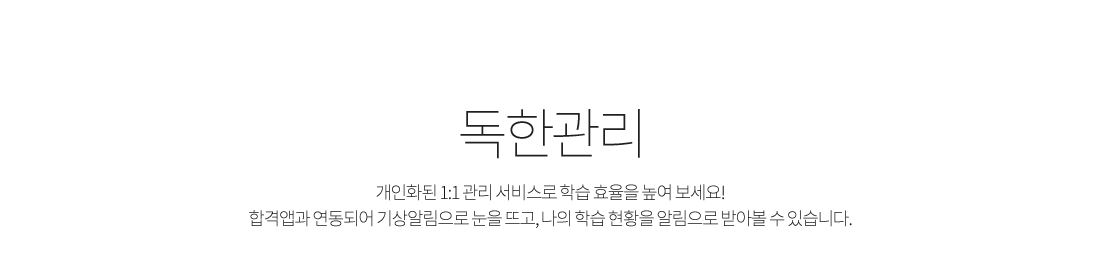 독한관리
개인화된 1:1 관리 서비스로 학습 효율을 높여 보세요!
합격앱과 연동되어 기상알림으로 눈을 뜨고, 나의 학습 현황을 알림으로 받아볼 수 있습니다.